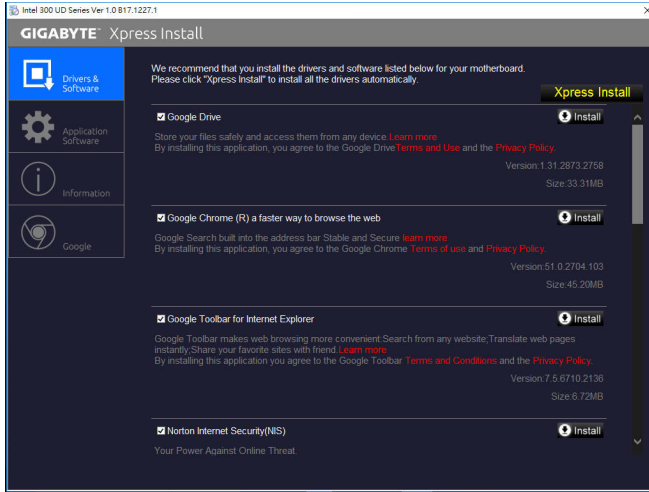 Intel 300 UD Series Ver 1.0 B17.1227.1
GIGABYTE™ Xpress Install
Drivers &
Software
Application
Software
Information
Google
We recommend that you install the drivers and software listed below for your motherboard.
Please click "Xpress Install" to install all the drivers automatically.
Xpress Install
Google Drive
Install
Store your files safely and access them from any device.Learn more
By installing this application, you agree to the Google DriveTerms and Use and the Privacy Policy.
Version:1.31.2873.2758
Size:33.31MB
Google Chrome (R) a faster way to browse the web
Install
Google Search built into the address bar Stable and Secure learn more
By installing this application, you agree to the Google Chrome Terms of use and Privacy Policy.
Version:51.0.2704.103
Size:45.20MB
Google Toolbar for Internet Explorer
Install
Google Toolbar makes web browsing more convenient:Search from any website;Translate web pages
instantly;Share your favorite sites with friend.Learn more
By installing this application you agree to the Google Toolbar Terms and Conditions and the Privacy Policy.
Version:7.5.6710.2136
Size:6.72MB
Norton Internet Security(NIS)
Install
Your Power Against Online Threat.